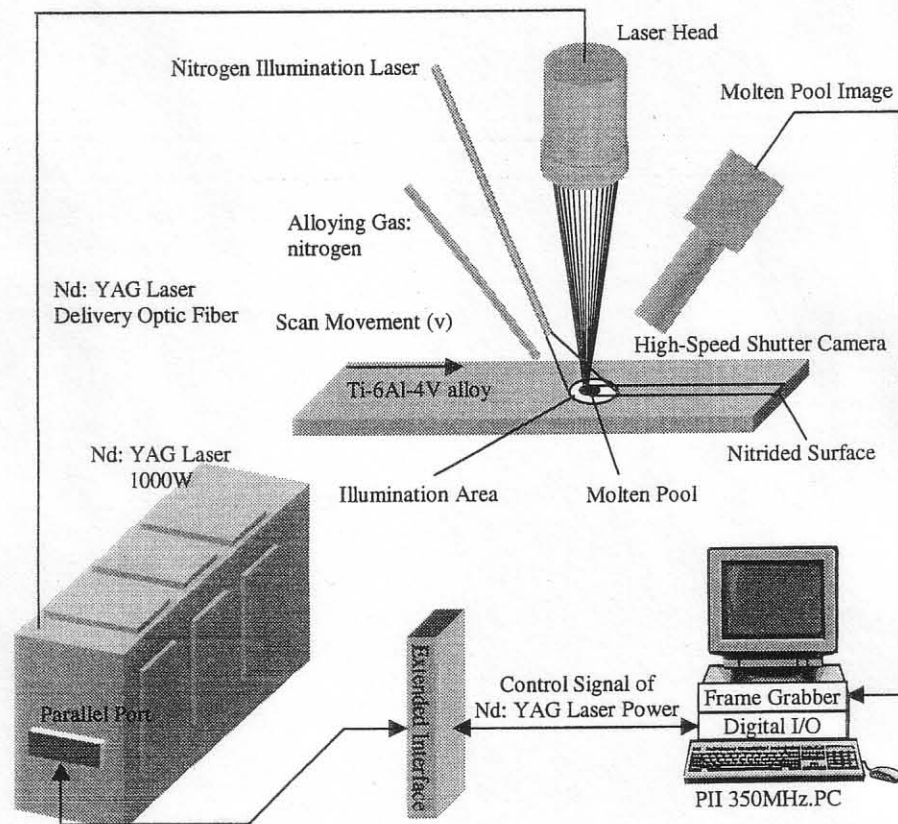 Laser Head
Nitrogen Illumination Laser
Molten Pool Image
Alloying Gas:
nitrogen
Nd: YAG Laser
Delivery Optic Fiber
Scan Movement (v)
High-Speed Shutter Camera
Ti-6Al-4V alloy
Nd: YAG Laser
1000W
Nitrided Surface
Illumination Area
Molten Pool
Extended Interface
Control Signal of
Nd: YAG Laser Power
Frame Grabber
Parallel Port
Digital I/O
PII 350MHz.PC